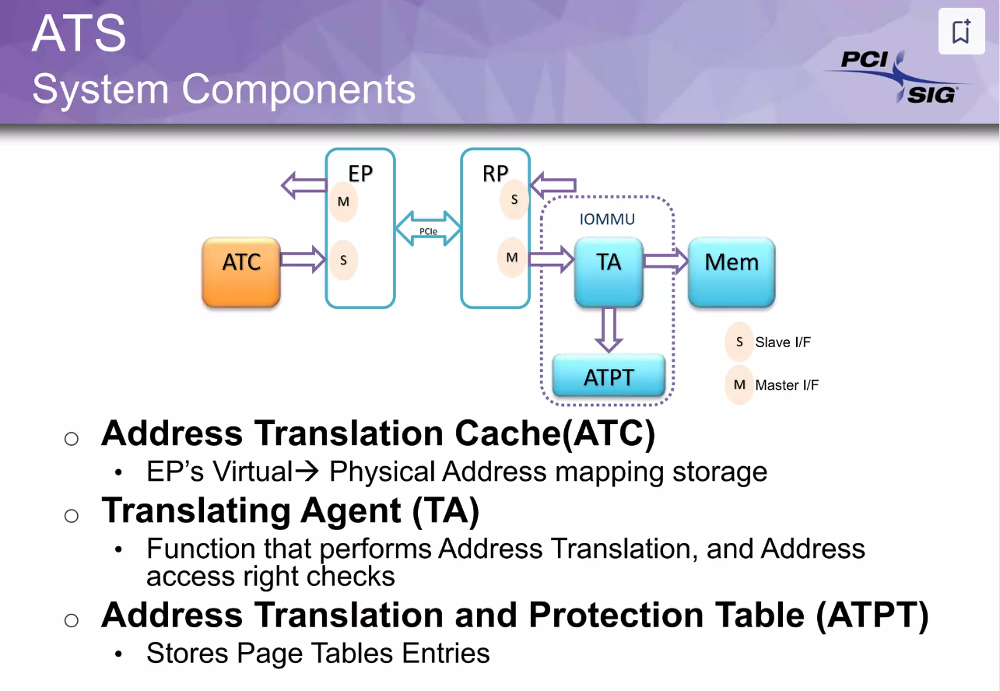 ATS
System Components
PCI
SIG
EP
RP
M
S
IOMMU
PCIe
ATC
S
M
TA
Mem
S Slave I/F
ATPT
M Master I/F
o Address Translation Cache(ATC)
• EP’s Virtual→ Physical Address mapping storage
o Translating Agent (TA)
• Function that performs Address Translation, and Address
access right checks
o Address Translation and Protection Table (ATPT)
• Stores Page Tables Entries